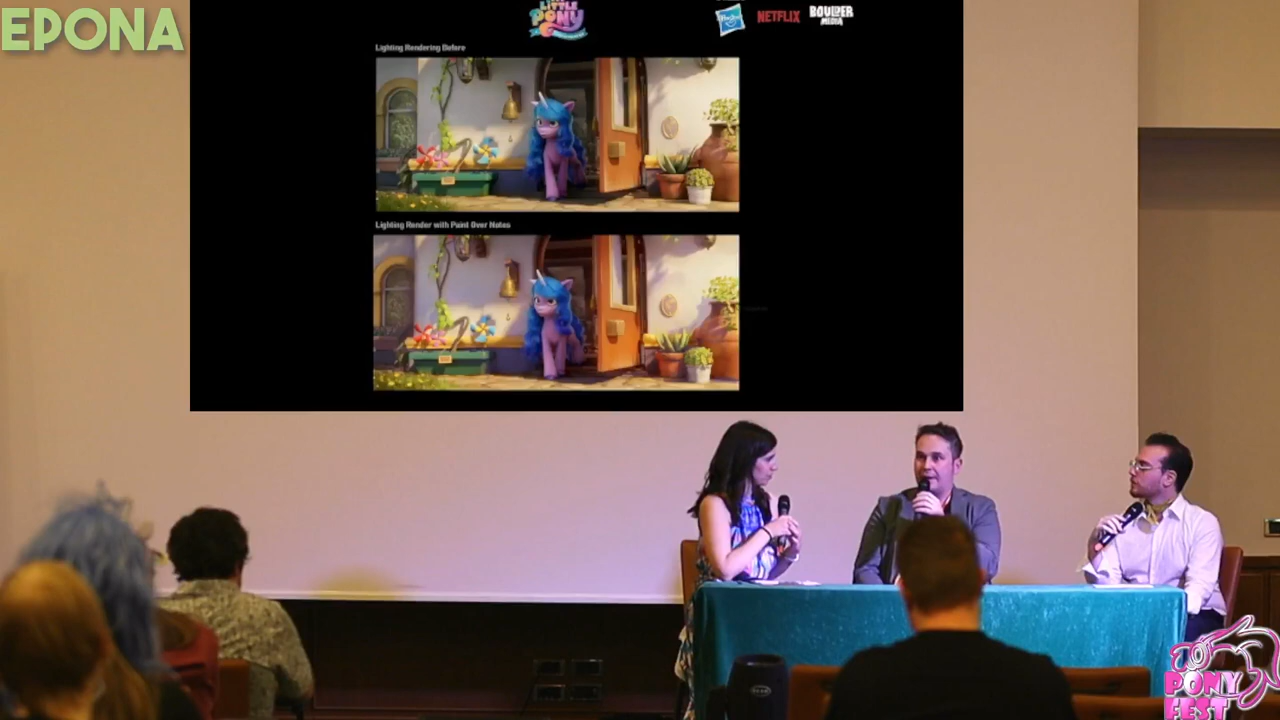 EPONA
LITTLE
PONY
Hasbro
NETFLIX
BOULDER
MEDIA
Lighting Rendering Before
Lighting Render with Paint Over Notes
PONY
FEST